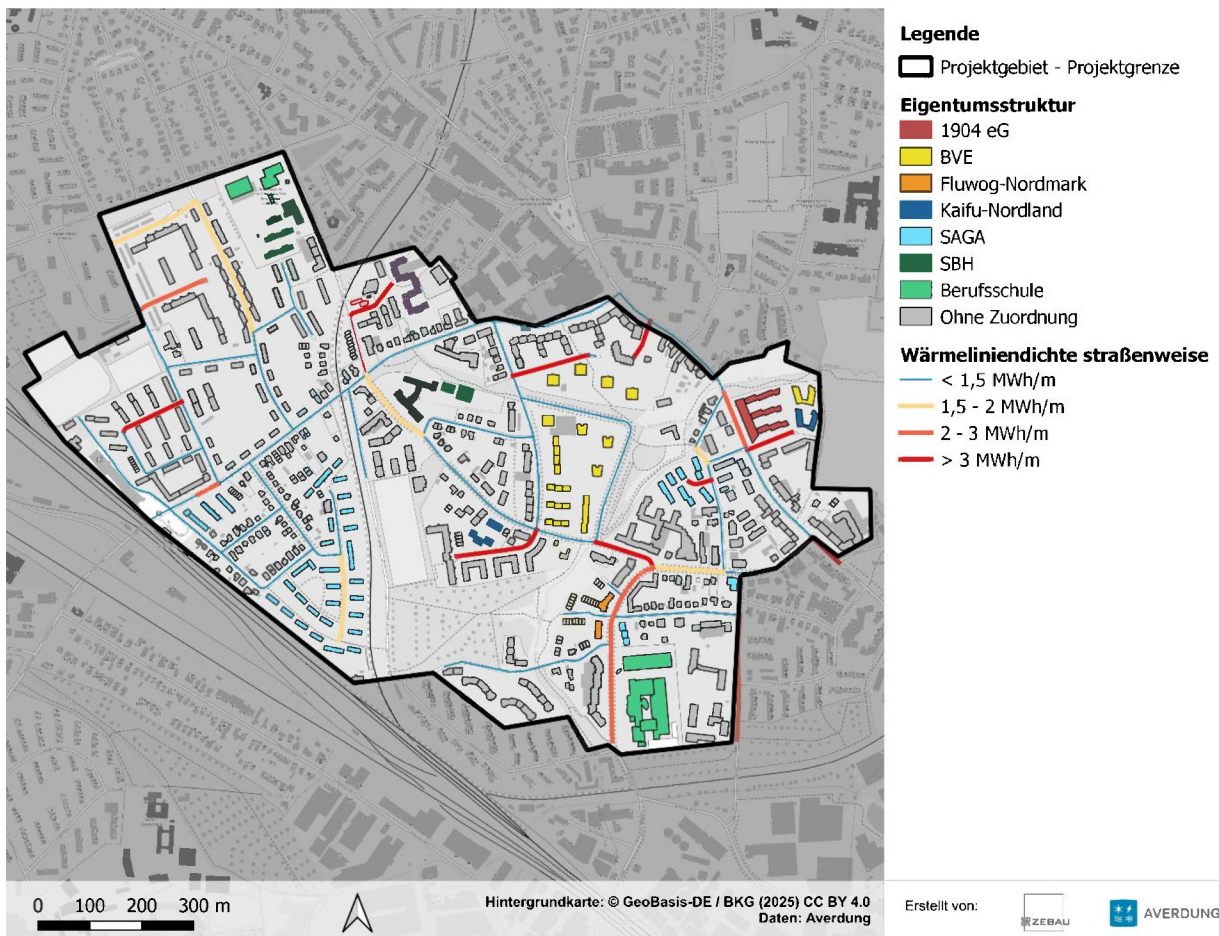 Legende
Projektgebiet - Projektgrenze
Eigentumsstruktur
1904 eG
BVE
Fluwog-Nordmark
Kaifu-Nordland
SAGA
SBH
Berufsschule
Ohne Zuordnung
Wärmeliniendichte straßenweise
< 1,5 MWh/m
1,5 - 2 MWh/m
2 - 3 MWh/m
> 3 MWh/m
0 100 200 300 m
Hintergrundkarte: © GeoBasis-DE / BKG (2025) CC BY 4.0
Daten: Averdung
Erstellt von:
ZEBAU
AVERDUNG